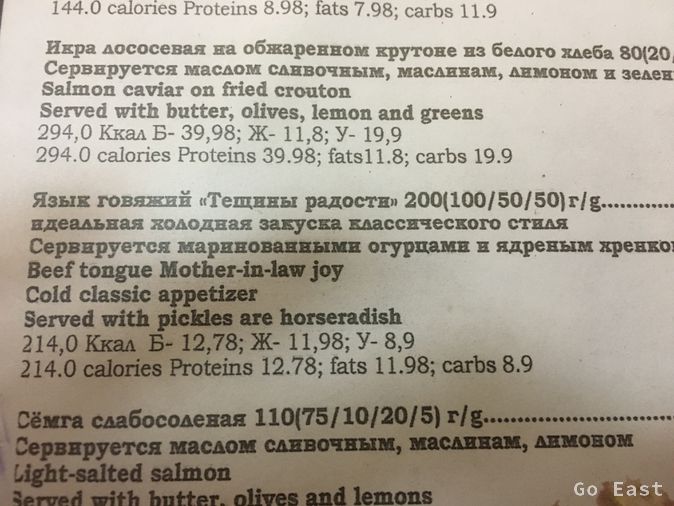 144.0 calories Proteins 8.98; fats 7.98; carbs 11.9
Икра лососевая на обжаренном крутоне из белого хлеба 80(20,
Сервируется маслом сливочным, маслинам, лимоном и зелен
Salmon caviar on fried crouton
Served with butter, olives, lemon and greens
294,0 Ккал Б- 39,98; Ж- 11,8; У- 19,9
294.0 calories Proteins 39.98; fats11.8; carbs 19.9
Язык говяжий «Тещины радости» 200(100/50/50)г/g............
идеальная холодная закуска классического стиля
Сервируется маринованными огурцами и ядреным хренко
Beef tongue Mother-in-law joy
Cold classic appetizer
Served with pickles are horseradish
214,0 Ккал Б- 12,78; Ж- 11,98; У- 8,9
214.0 calories Proteins 12.78; fats 11.98; carbs 8.9
Сёмга слабосоленая 110(75/10/20/5) г/g..............................
Сервируется маслом сливочным, маслинам, лимоном
Light-salted salmon
Served with butter, olives and lemons
Go East